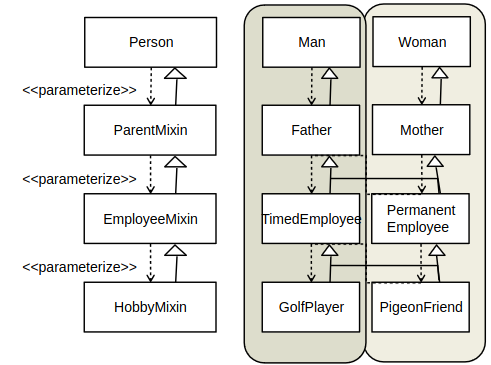 Person
Man
Woman
<<parameterize>>
ParentMixin
Father
Mother
<<parameterize>>
EmployeeMixin
TimedEmployee
Permanent
Employee
<<parameterize>>
HobbyMixin
GolfPlayer
PigeonFriend